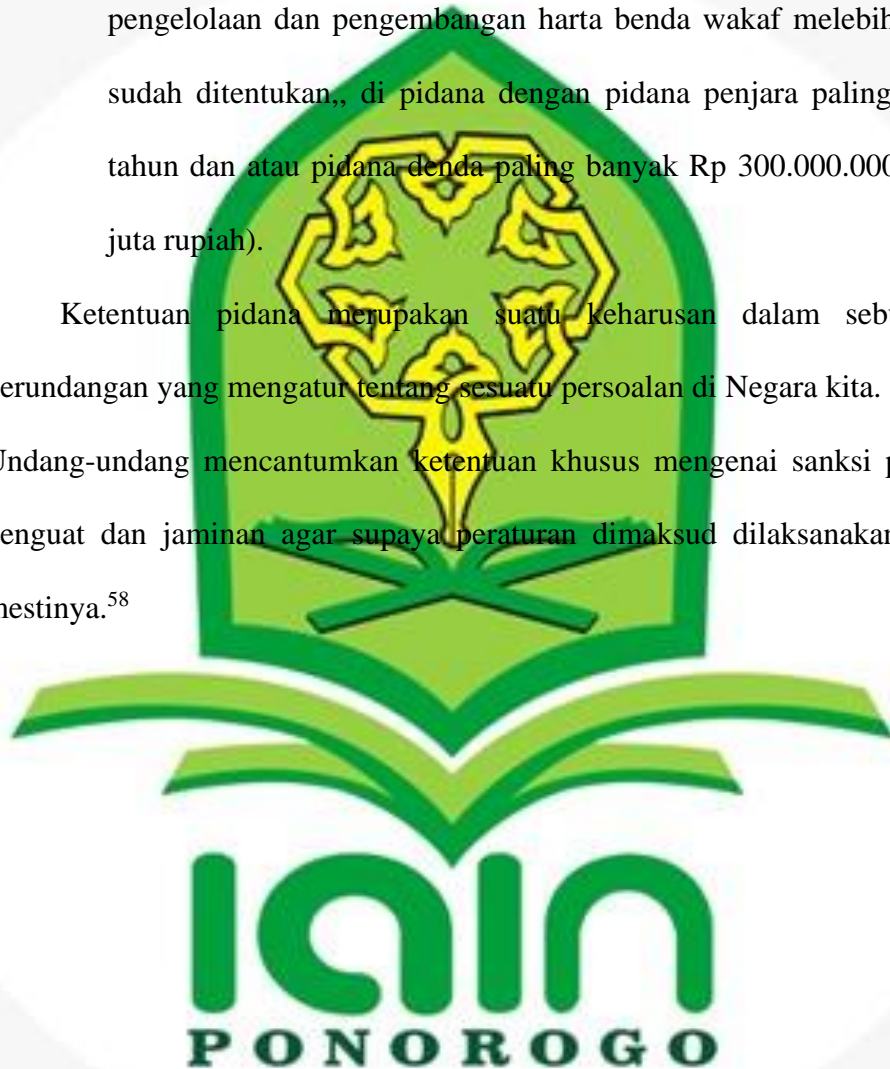 pengelolaan dan pengembangan harta benda wakaf melebih
sudah ditentukan,, di pidana dengan pidana penjara paling
tahun dan atau pidana denda paling banyak Rp 300.000.000
juta rupiah).
Ketentuan pidana merupakan suatu keharusan dalam sebu
erundangan yang mengatur tentang sesuatu persoalan di Negara kita.
Undang-undang mencantumkan ketentuan khusus mengenai sanksi p
enguat dan jaminan agar supaya peraturan dimaksud dilaksanakan
mestinya.58
iain
PONOROGO